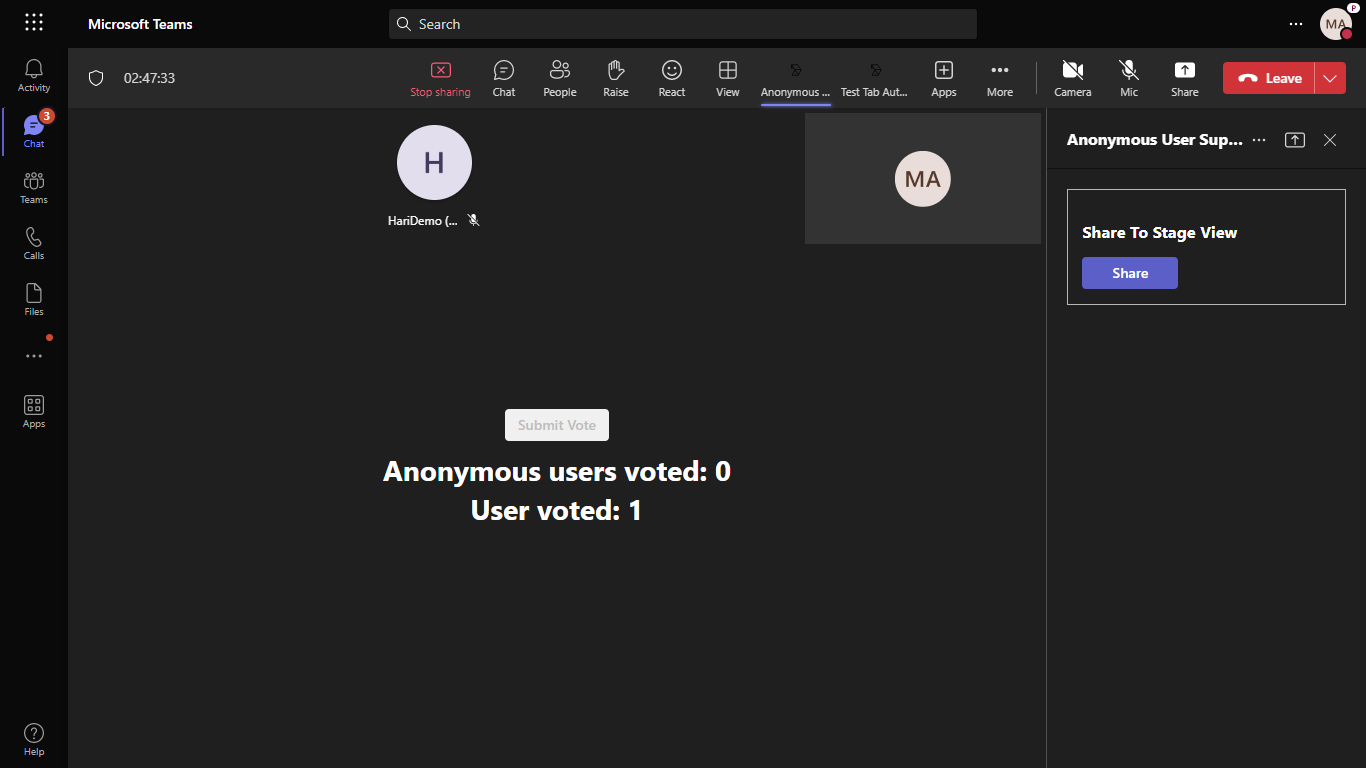 Microsoft Teams
Search
MA
P
Activity
3
Chat
Teams
Calls
Files
Apps
Help
02:47:33
Stop sharing
Chat
People
Raise
React
View
Anonymous ...
Test Tab Aut...
Apps
More
Camera
Mic
Share
Leave
H
HariDemo (...
MA
Submit Vote
Anonymous users voted: 0
User voted: 1
Anonymous User Sup...
Share To Stage View
Share